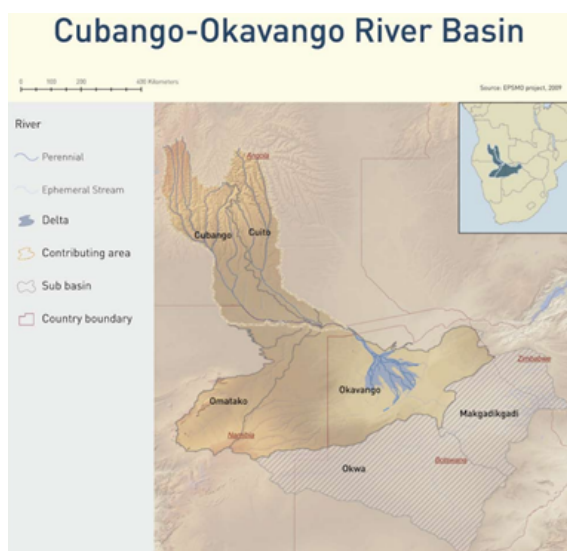 Cubango-Okavango River Basin
0 100 200 400 Kilometers
Source: EPSMO project, 2009
River
Perennial
Ephemeral Stream
Delta
Contributing area
Sub basin
Country boundary
Angola
Cubango
Cuito
Zimbabwe
Okavango
Omatako
Makgadikgadi
Namibia
Botswana
Okwa